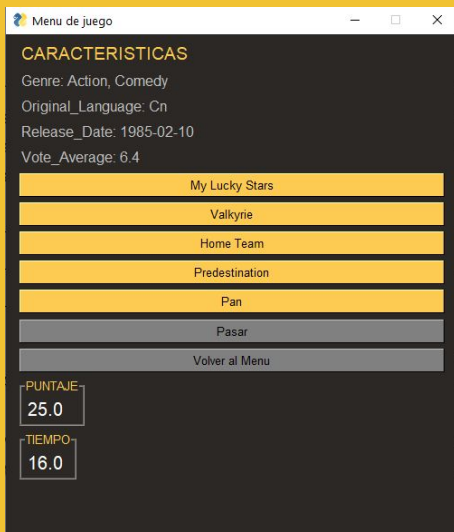 Menu de juego
CARACTERISTICAS
Genre: Action, Comedy
Original_Language: Cn
Release_Date: 1985-02-10
Vote_Average: 6.4
My Lucky Stars
Valkyrie
Home Team
Predestination
Pan
Pasar
Volver al Menu
PUNTAJE
25.0
TIEMPO
16.0